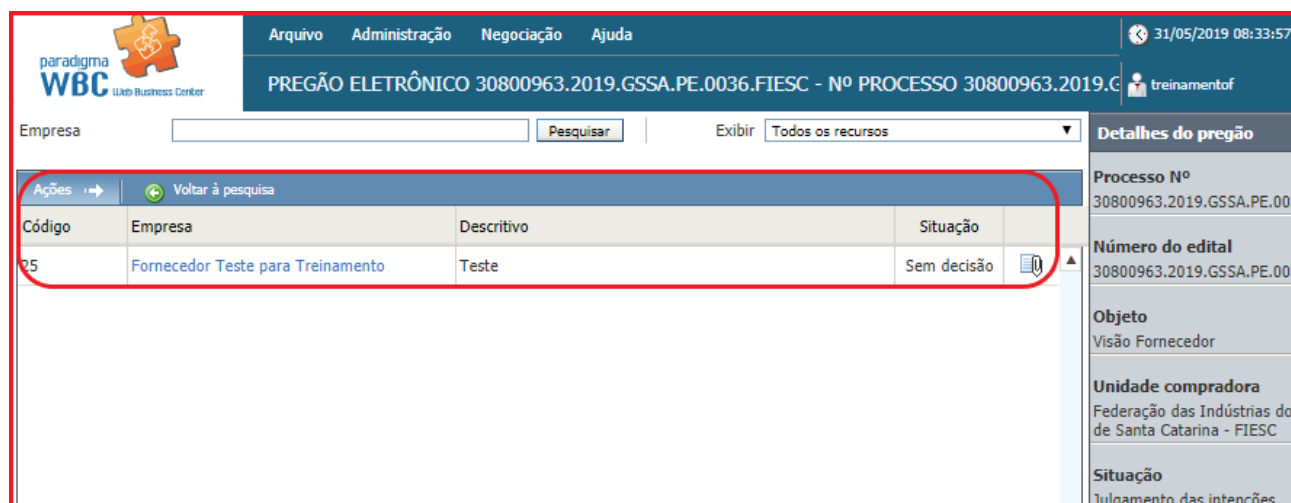 paradigma
WBC Web Business Center
Arquivo Administração Negociação Ajuda
31/05/2019 08:33:57
PREGÃO ELETRÔNICO 30800963.2019.GSSA.PE.0036.FIESC - Nº PROCESSO 30800963.2019.G
treinamentof
Empresa Pesquisar Exibir Todos os recursos
Detalhes do pregão
Ações Voltar à pesquisa
Processo Nº
30800963.2019.GSSA.PE.00
Código Empresa Descritivo Situação
Número do edital
30800963.2019.GSSA.PE.00
25 Fornecedor Teste para Treinamento Teste Sem decisão
Objeto
Visão Fornecedor
Unidade compradora
Federação das Indústrias do
de Santa Catarina - FIESC
Situação
Julgamento das intenções